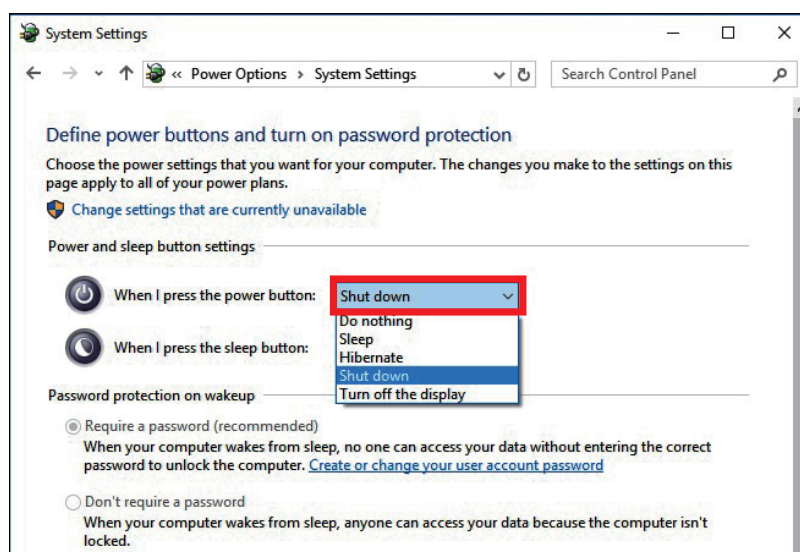 System Settings
« Power Options › System Settings
Search Control Panel
Define power buttons and turn on password protection
Choose the power settings that you want for your computer. The changes you make to the settings on this
page apply to all of your power plans.
Change settings that are currently unavailable
Power and sleep button settings
When I press the power button: Shut down
Do nothing
Sleep
When I press the sleep button: Hibernate
Shut down
Turn off the display
Password protection on wakeup
Require a password (recommended)
When your computer wakes from sleep, no one can access your data without entering the correct
password to unlock the computer. Create or change your user account password
Don't require a password
When your computer wakes from sleep, anyone can access your data because the computer isn't
locked.